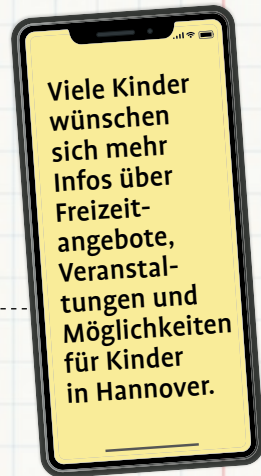 Viele Kinder
wünschen
sich mehr
Infos über
Freizeit-
angebote,
Veranstal-
tungen und
Möglichkeiten
für Kinder
in Hannover.